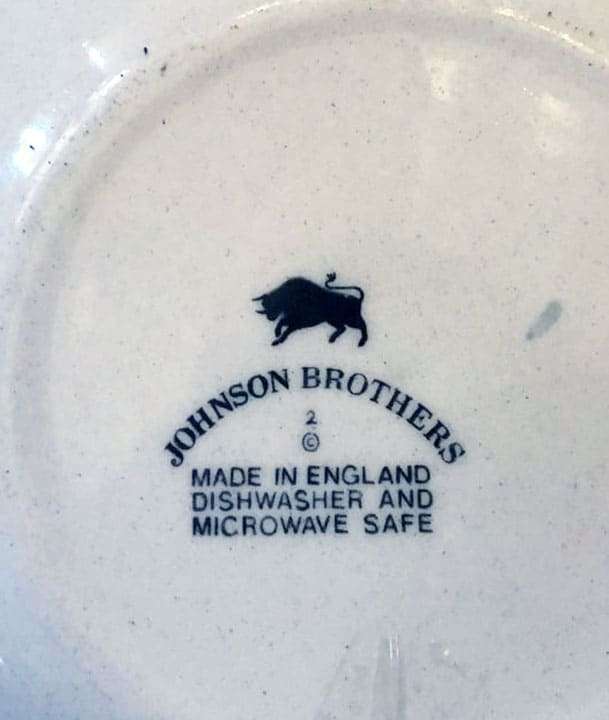 JOHNSON BROTHERS
2
©
MADE IN ENGLAND
DISHWASHER AND
MICROWAVE SAFE